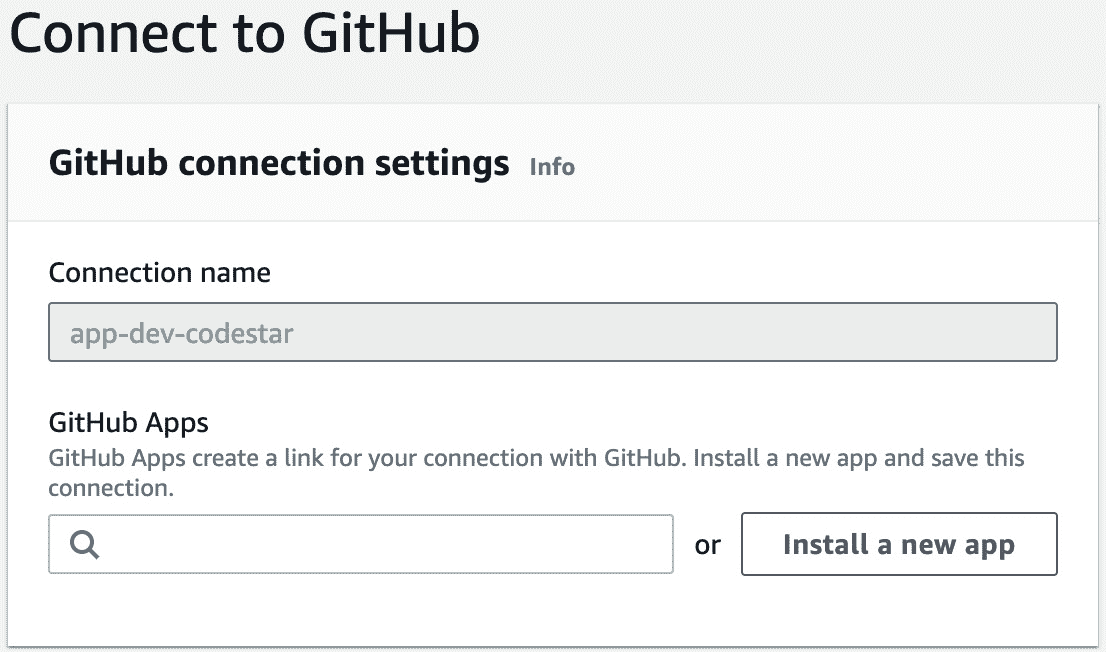 Connect to GitHub
GitHub connection settings Info
Connection name
app-dev-codestar
GitHub Apps
GitHub Apps create a link for your connection with GitHub. Install a new app and save this
connection.
or Install a new app